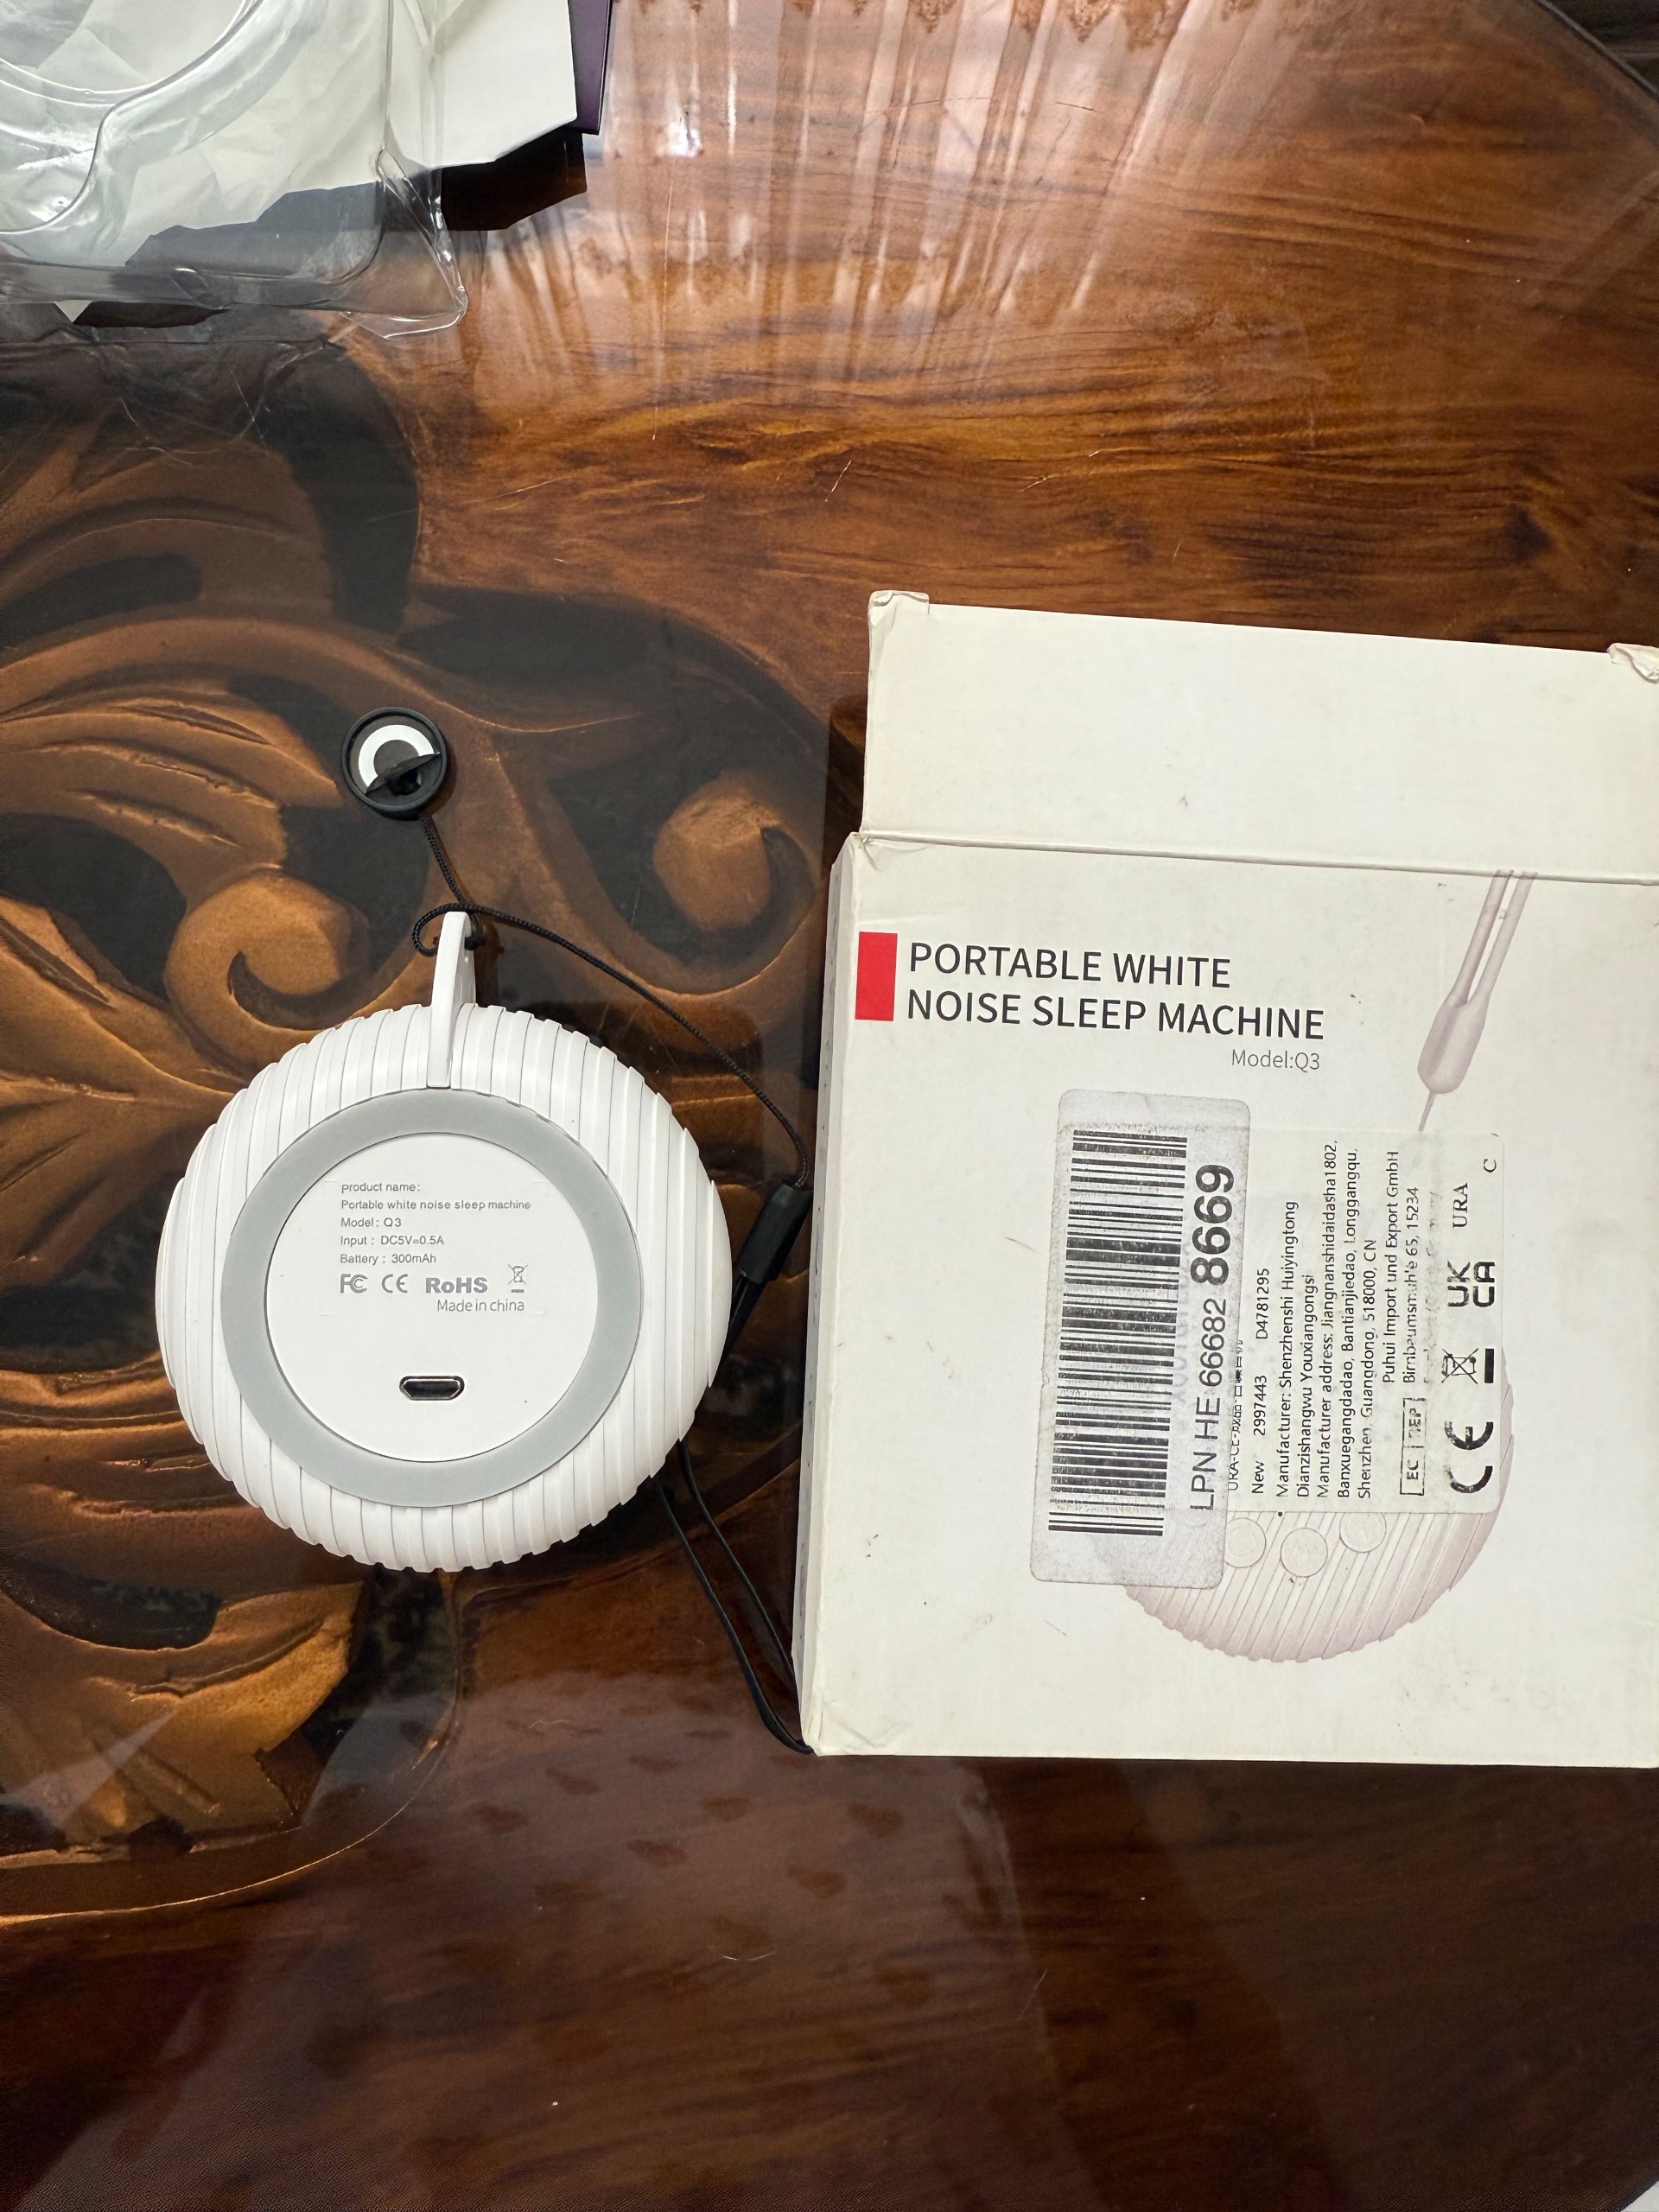 product name:
Portable white noise sleep machine
Model: Q3
Input : DC5V=0.5A
Battery : 300mAh
FC CE RoHS
Made in china
PORTABLE WHITE
NOISE SLEEP MACHINE
Model:Q3
LPN HE 66682 8669
New 2997443 D4781295
Manufacturer: Shenzhenshi Huiyingtong
Dianzishangwu Youxiangongsi
Manufacturer address: Jiangnanshidaidasha1802,
Banxuegangdadao, Bantianjiedao, Longgangqu,
Shenzhen, Guangdong, 518000, CN
EC REP
Puhui Import und Export GmbH
65, 15234
CE UK CA URA C